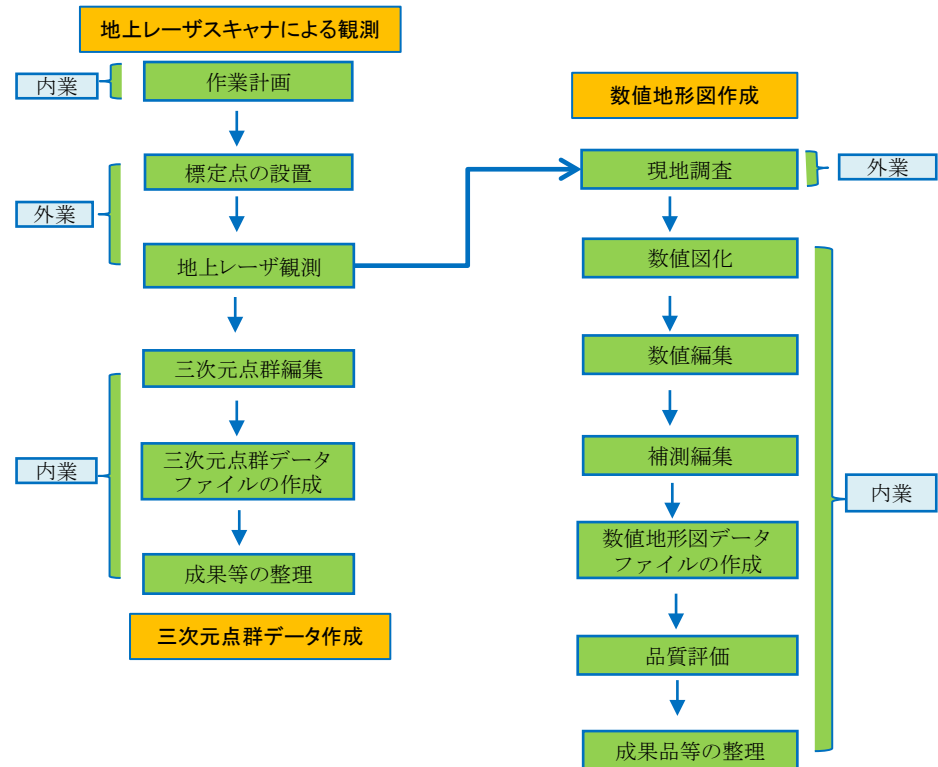 地上レーザスキャナによる観測
内業
作業計画
外業
標定点の設置
地上レーザ観測
内業
三次元点群編集
三次元点群データ
ファイルの作成
成果等の整理
三次元点群データ作成
数値地形図作成
現地調査
外業
数値図化
数値編集
補測編集
数値地形図データ
ファイルの作成
品質評価
成果品等の整理
内業